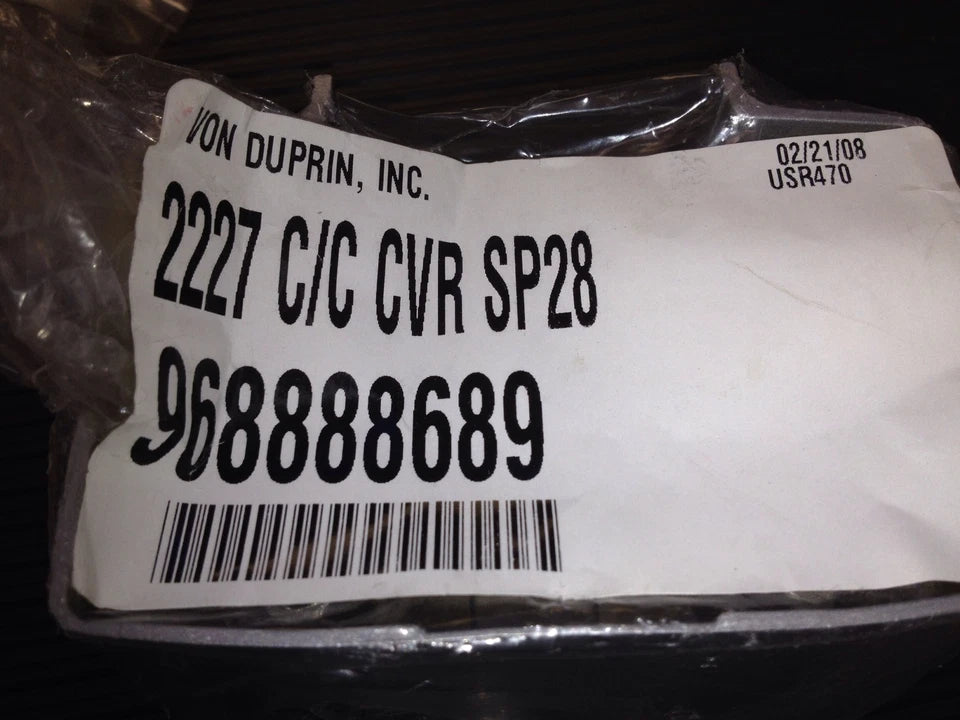 VON DUPRIN, INC.
02/21/08
USR470
2227 C/C CVR SP28
968888689